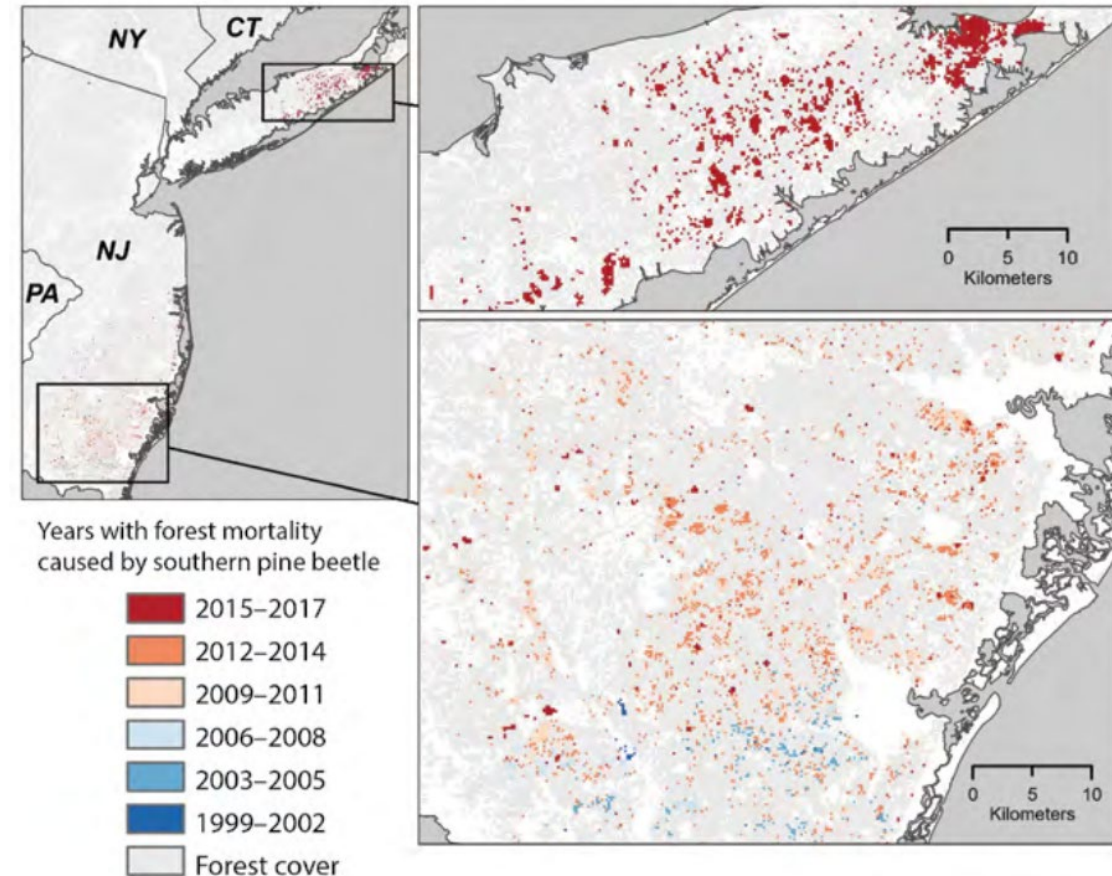 NY
CT
NJ
PA
0 5 10
Kilometers
0 5 10
Kilometers
Years with forest mortality
caused by southern pine beetle
2015–2017
2012–2014
2009–2011
2006–2008
2003–2005
1999–2002
Forest cover